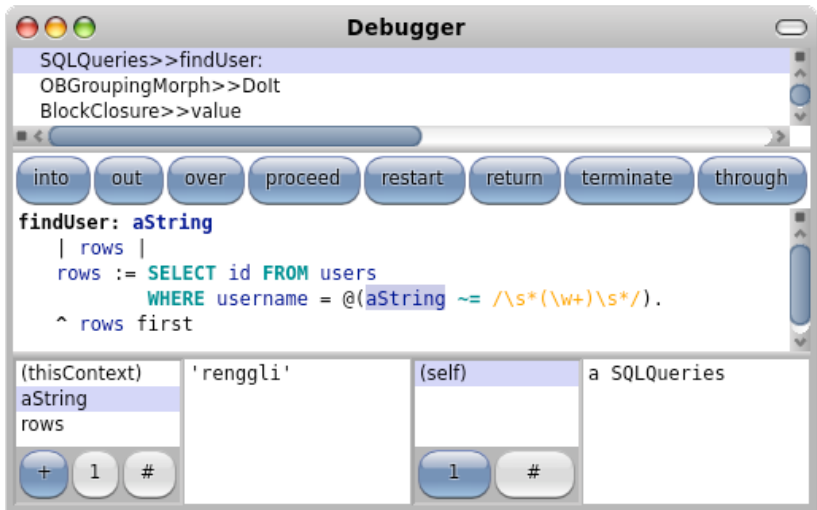 Debugger
SQLQueries>>findUser:
OBGroupingMorph>>DoIt
BlockClosure>>value
into out over proceed restart return terminate through
findUser: aString
| rows |
rows := SELECT id FROM users
WHERE username = @(aString ~= /\s*(\w+)\s*/).
^ rows first
(thisContext) 'renggli' (self) a SQLQueries
aString
rows
+ 1 # 1 #